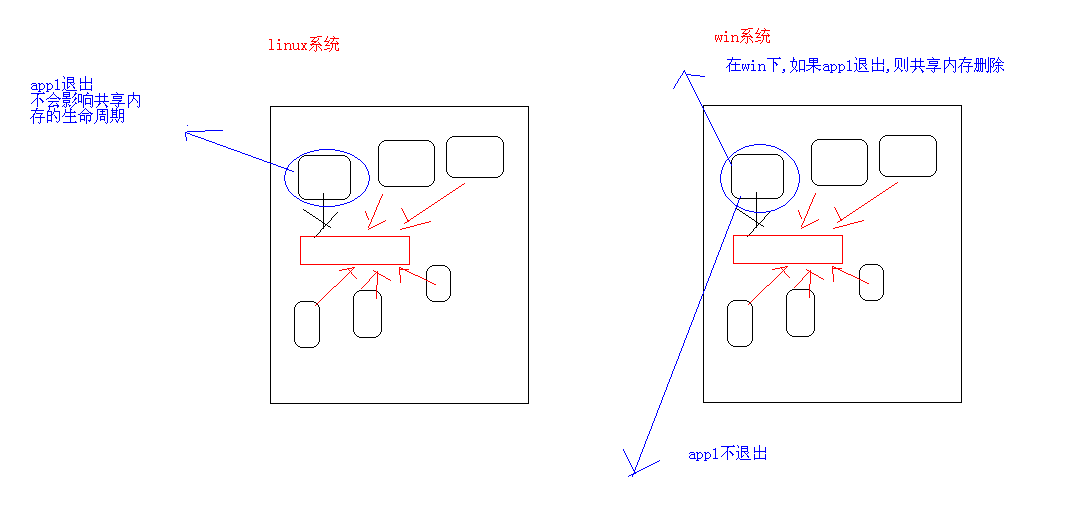 linux系统
win系统
在win下,如果app1退出,则共享内存删除
app1退出
不会影响共享内
存的生命周期
app1不退出